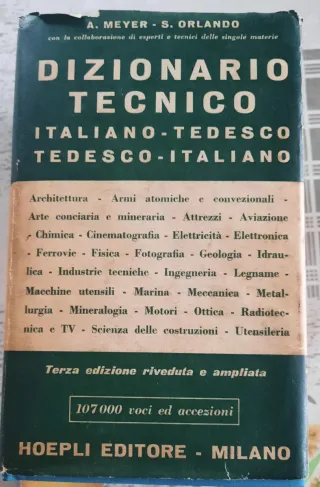 A. MEYER - S. ORLANDO
con la collaborazione di esperti e tecnici delle singole materie
DIZIONARIO
TECNICO
ITALIANO-TEDESCO
TEDESCO-ITALIANO
Architettura - Armi atomiche e convezionali -
Arte conciaria e mineraria - Attrezzi - Aviazione
- Chimica - Cinematografia - Elettricità - Elettronica
- Ferrovie - Fisica - Fotografia - Geologia - Idrau-
lica - Industrie tecniche - Ingegneria - Legname -
Macchine utensili - Marina - Meccanica - Metal-
lurgia - Mineralogia - Motori - Ottica - Radiotec-
nica e TV - Scienza delle costruzioni - Utensileria
Terza edizione riveduta e ampliata
107000 voci ed accezioni
HOEPLI EDITORE - MILANO